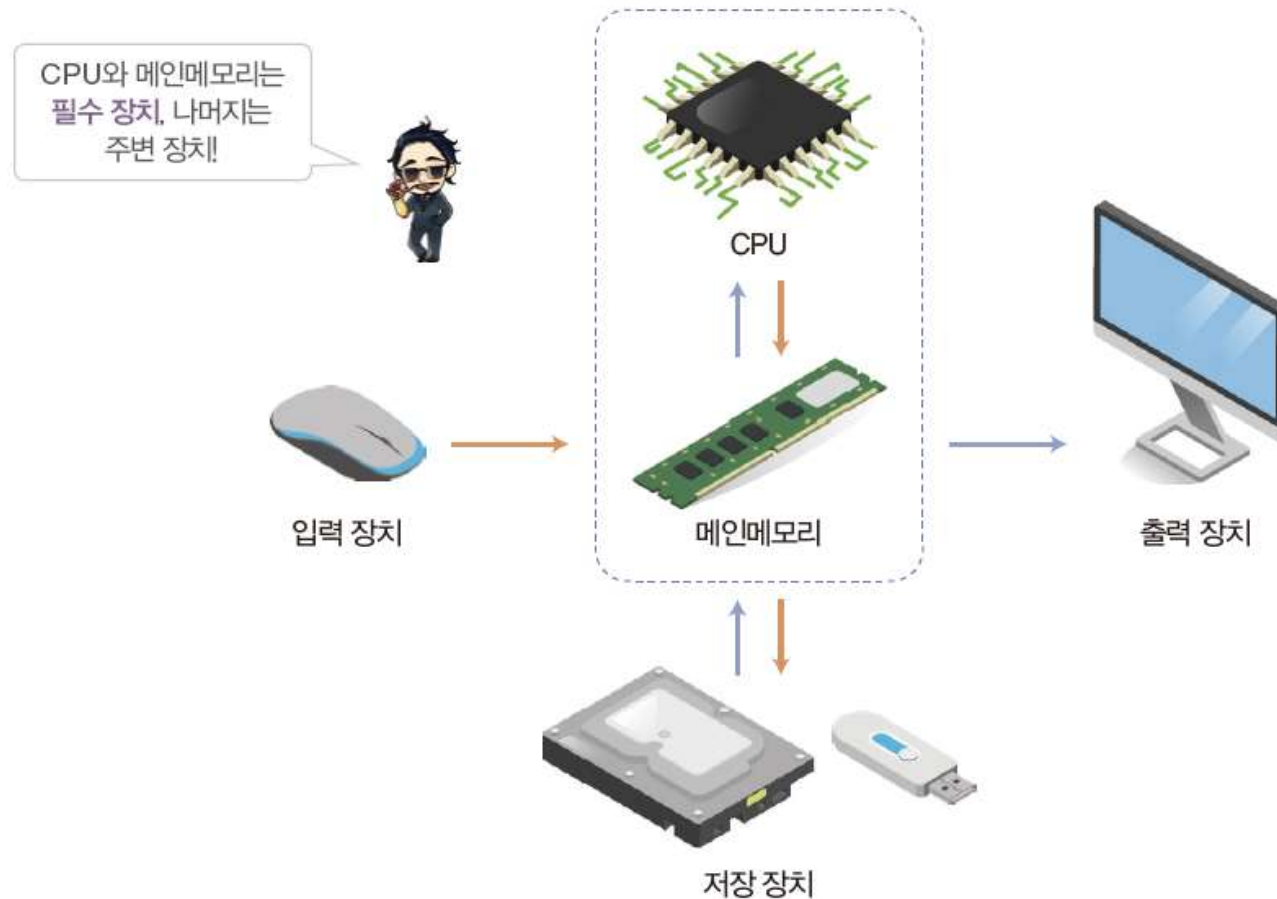 CPU와 메인메모리는
필수 장치, 나머지는
주변 장치!
CPU
입력 장치
메인메모리
출력 장치
저장 장치